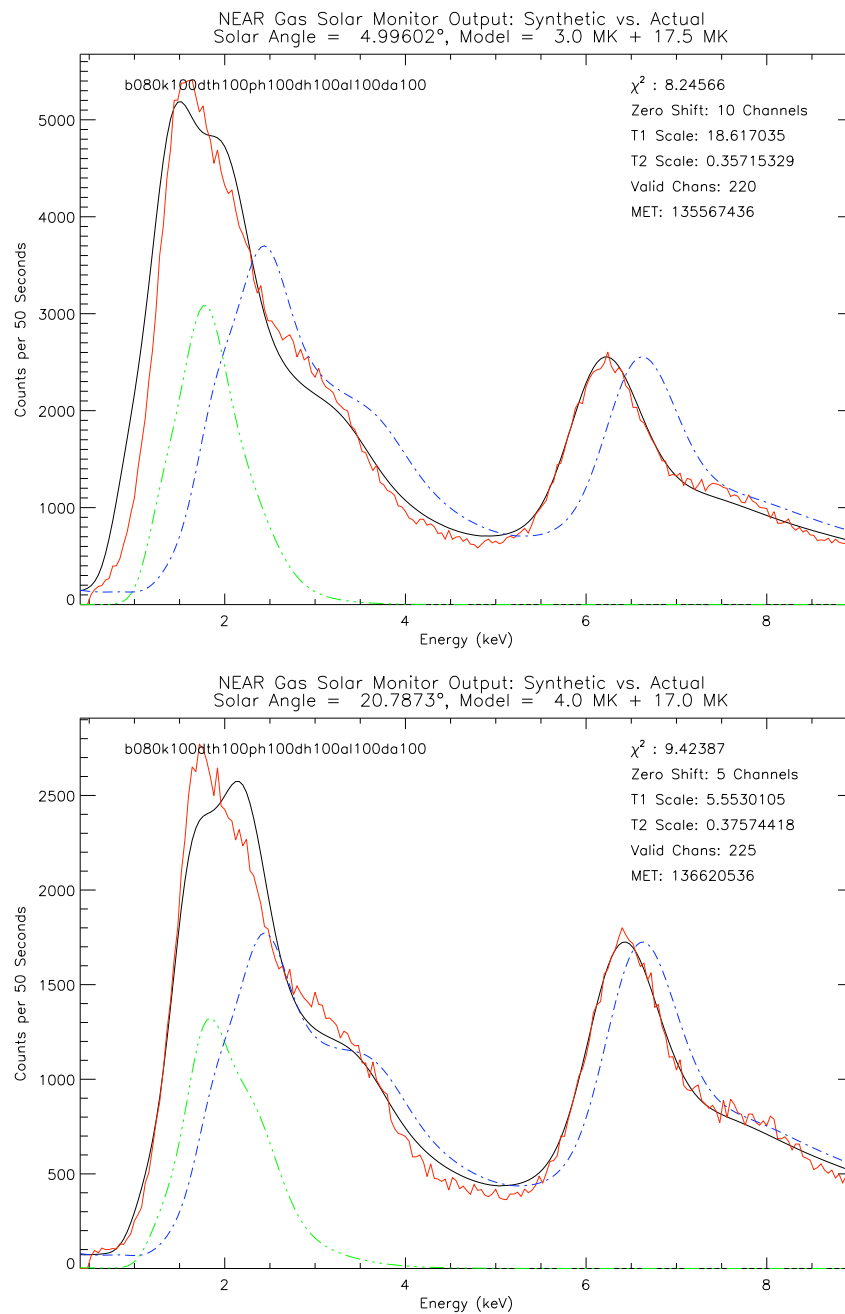 NEAR Gas Solar Monitor Output: Synthetic vs. Actual
Solar Angle = 4.99602°, Model = 3.0 MK + 17.5 MK
b080k100dth100ph100dh100al100da100
χ² : 8.24566
Zero Shift: 10 Channels
T1 Scale: 18.617035
T2 Scale: 0.35715329
Valid Chans: 220
MET: 135567436
Counts per 50 Seconds
5000
4000
3000
2000
1000
0
2 4 6 8
Energy (keV)
NEAR Gas Solar Monitor Output: Synthetic vs. Actual
Solar Angle = 20.7873°, Model = 4.0 MK + 17.0 MK
b080k100dth100ph100dh100al100da100
χ² : 9.42387
Zero Shift: 5 Channels
T1 Scale: 5.5530105
T2 Scale: 0.37574418
Valid Chans: 225
MET: 136620536
Counts per 50 Seconds
2500
2000
1500
1000
500
0
2 4 6 8
Energy (keV)